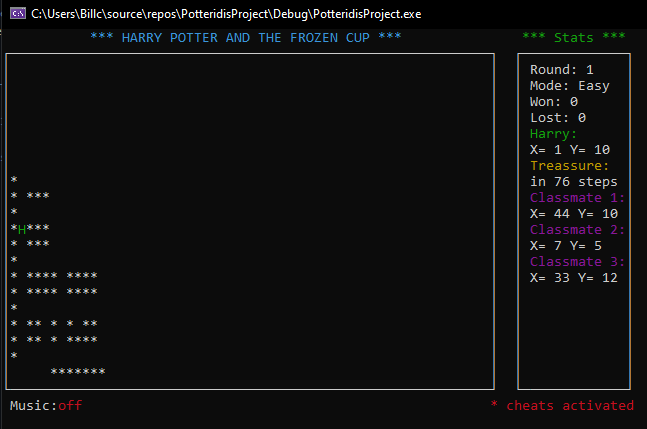 C:\Users\Billc\source\repos\PotteridisProject\Debug\PotteridisProject.exe
*** HARRY POTTER AND THE FROZEN CUP ***
*** Stats ***
Round: 1
Mode: Easy
Won: 0
Lost: 0
Harry:
X= 1 Y= 10
Treassure:
in 76 steps
Classmate 1:
X= 44 Y= 10
Classmate 2:
X= 7 Y= 5
Classmate 3:
X= 33 Y= 12
*
* ***
*
*H***
* ***
*
* **** ****
* **** ****
*
* ** * * **
* ** * ****
*
*******
Music:off
* cheats activated